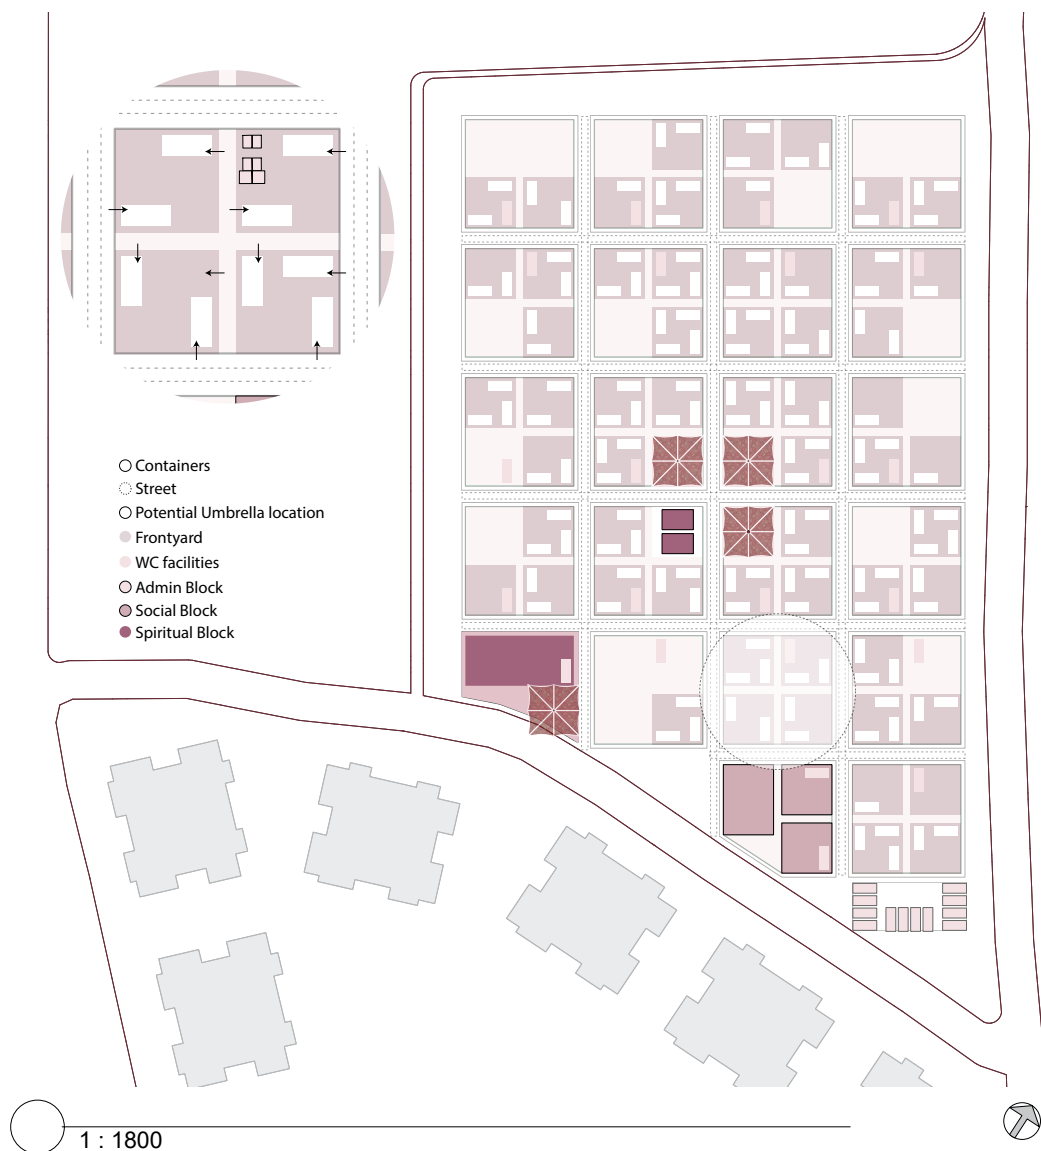 Containers
Street
Potential Umbrella location
Frontyard
WC facilities
Admin Block
Social Block
Spiritual Block
1 : 1800